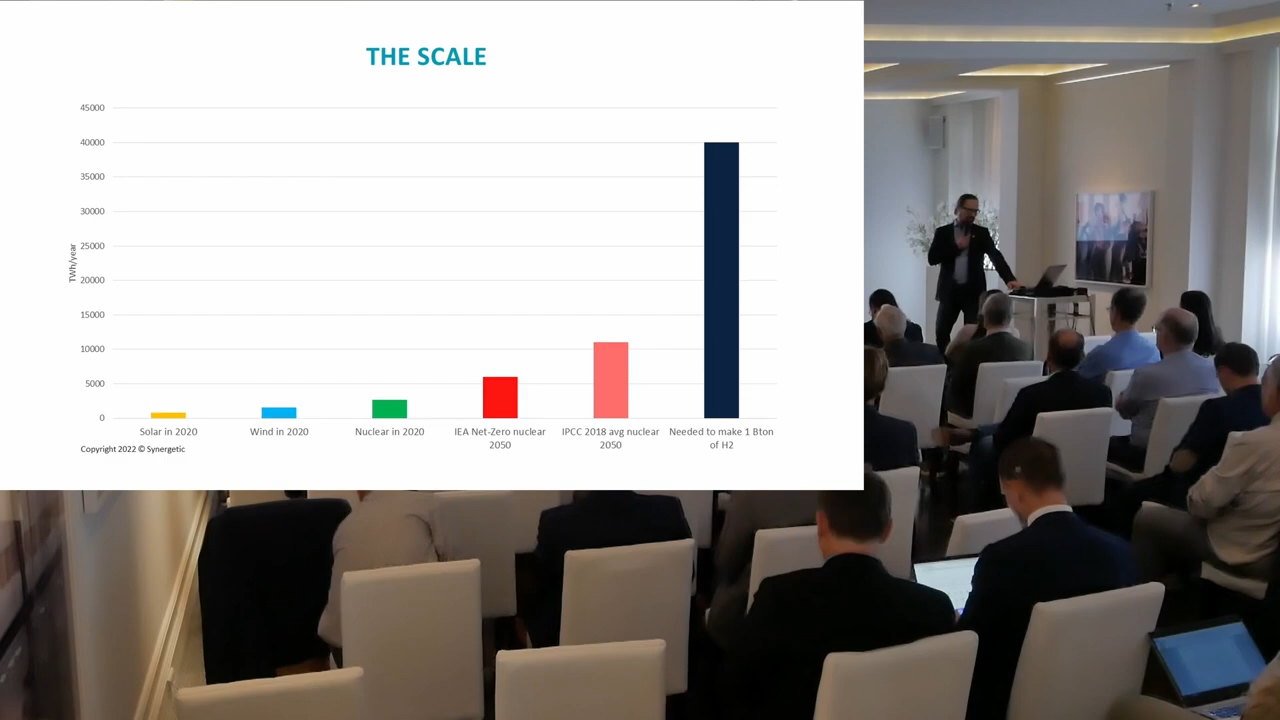 THE SCALE
45000
40000
35000
30000
25000
20000
15000
10000
5000
0
TWh/year
Solar in 2020
Wind in 2020
Nuclear in 2020
IEA Net-Zero nuclear
2050
IPCC 2018 avg nuclear
2050
Needed to make 1 Bton
of H2
Copyright 2022 © Synergetic